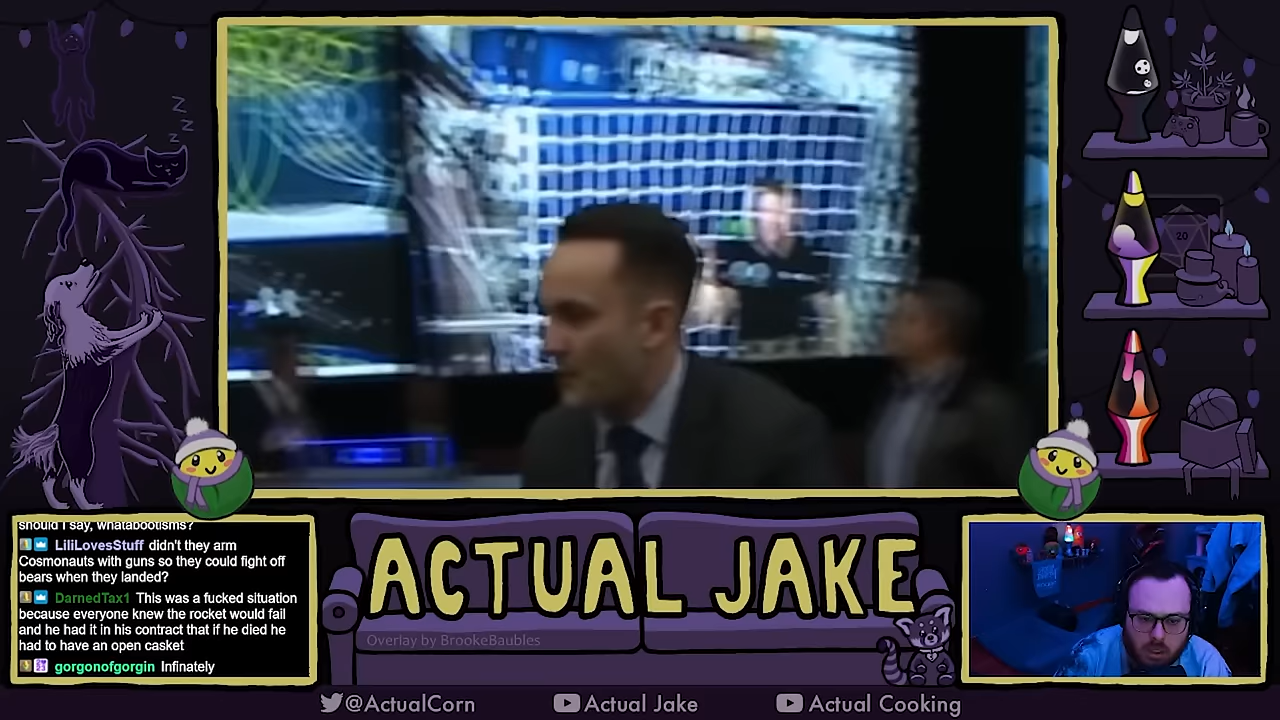 20
should I say, whatabootisms?
LiliLovesStuff didn't they arm
Cosmonauts with guns so they could fight off
bears when they landed?
DarnedTax1 This was a fucked situation
because everyone knew the rocket would fail
and he had it in his contract that if he died he
had to have an open casket
gorgonofgorgin Infinately
ACTUAL JAKE
Overlay by BrookeBaubles
@ActualCorn
Actual Jake
Actual Cooking